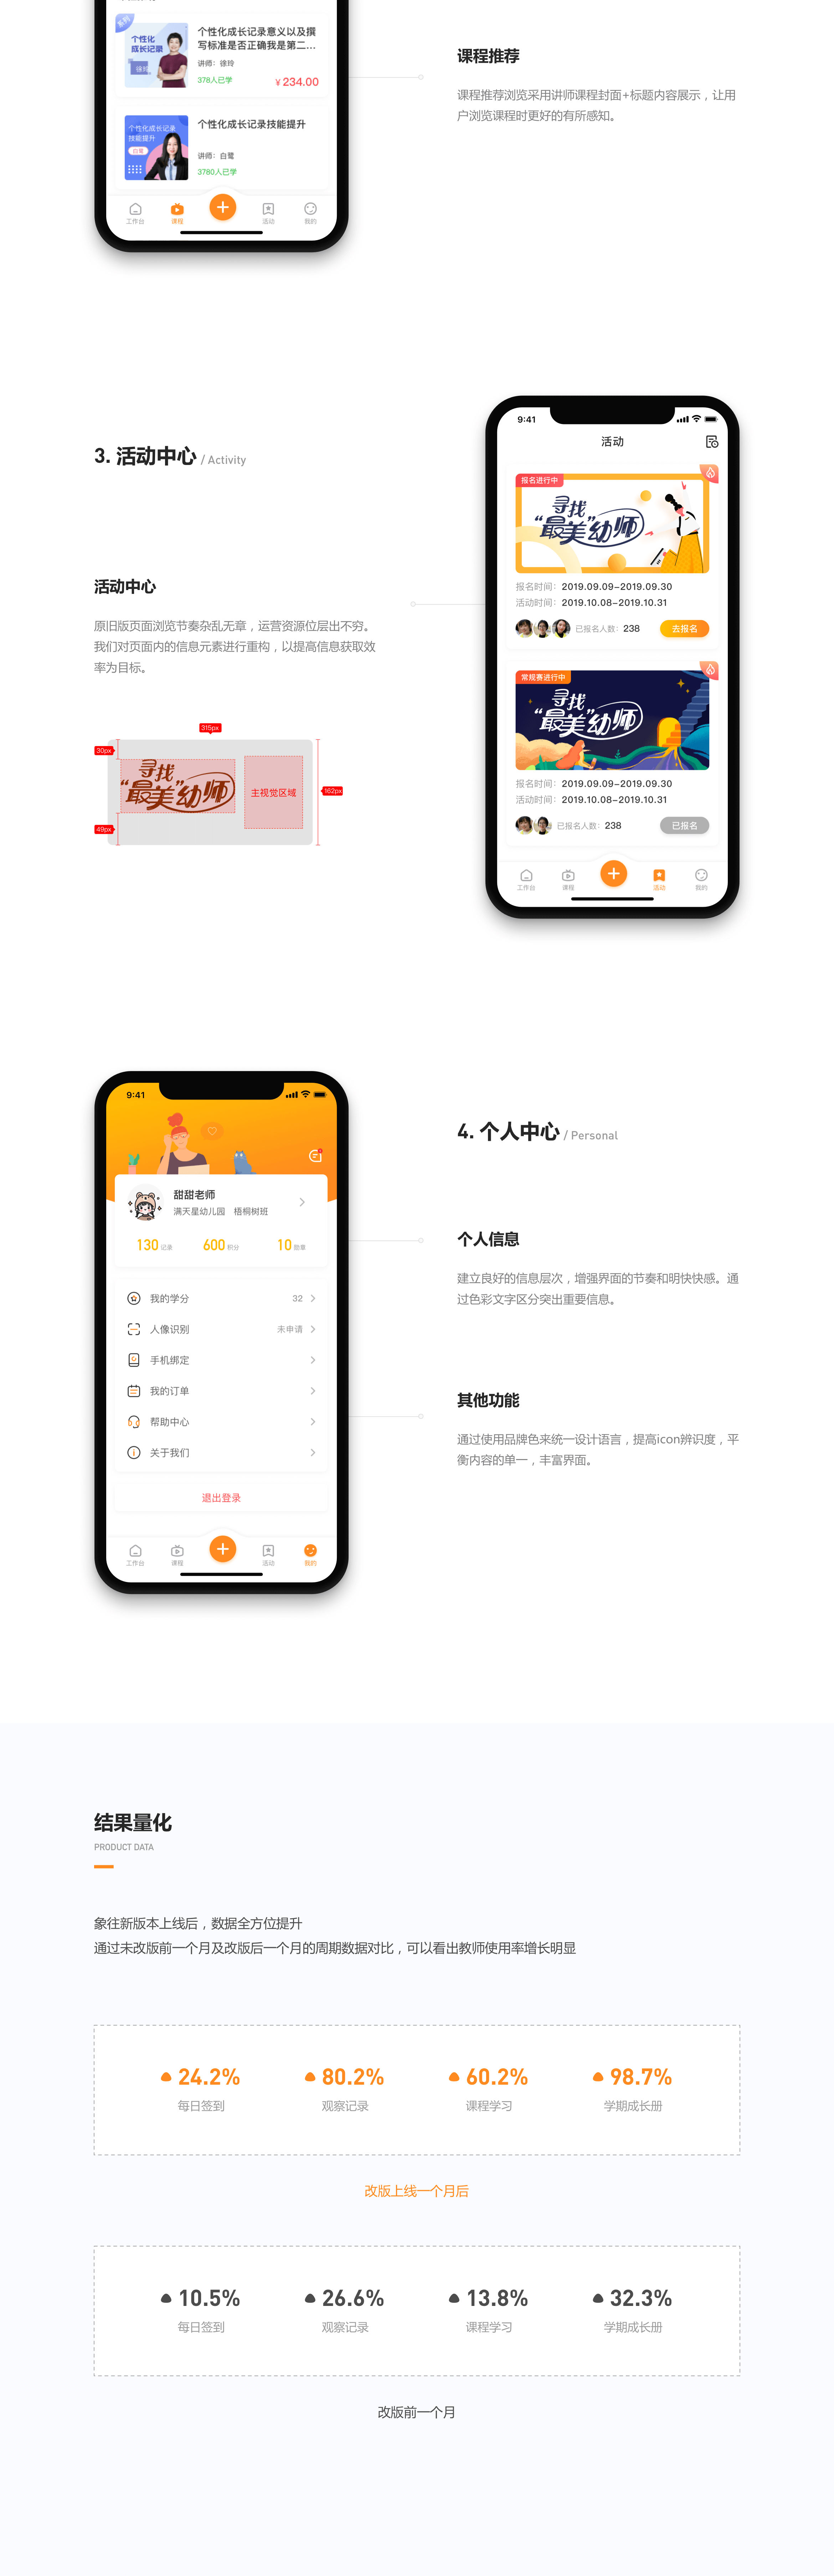 系列
个性化
成长记录
徐玲
个性化成长记录意义以及撰
写标准是否正确我是第二...
讲师：徐玲
378人已学
¥ 234.00
个性化成长记录
技能提升
白鹭
个性化成长记录技能提升
讲师：白鹭
3780人已学
工作台
课程
活动
我的
课程推荐
课程推荐浏览采用讲师课程封面+标题内容展示，让用
户浏览课程时更好的有所感知。
3. 活动中心 / Activity
活动中心
原旧版页面浏览节奏杂乱无章，运营资源位层出不穷。
我们对页面内的信息元素进行重构，以提高信息获取效
率为目标。
315px
30px
寻找
“最美幼师
主视觉区域
162px
49px
9:41
活动
报名进行中
寻找
“最美幼师
报名时间：2019.09.09-2019.09.30
活动时间：2019.10.08-2019.10.31
已报名人数：238
去报名
常规赛进行中
寻找
“最美幼师
报名时间：2019.09.09-2019.09.30
活动时间：2019.10.08-2019.10.31
已报名人数：238
已报名
工作台
课程
活动
我的
9:41
甜甜老师
满天星幼儿园 梧桐树班
130 记录
600 积分
10 勋章
我的学分
32
人像识别
未申请
手机绑定
我的订单
帮助中心
关于我们
退出登录
工作台
课程
活动
我的
4. 个人中心 / Personal
个人信息
建立良好的信息层次，增强界面的节奏和明快快感。通
过色彩文字区分突出重要信息。
其他功能
通过使用品牌色来统一设计语言，提高icon辨识度，平
衡内容的单一，丰富界面。
结果量化
PRODUCT DATA
象往新版本上线后，数据全方位提升
通过未改版前一个月及改版后一个月的周期数据对比，可以看出教师使用率增长明显
24.2%
80.2%
60.2%
98.7%
每日签到
观察记录
课程学习
学期成长册
改版上线一个月后
10.5%
26.6%
13.8%
32.3%
每日签到
观察记录
课程学习
学期成长册
改版前一个月